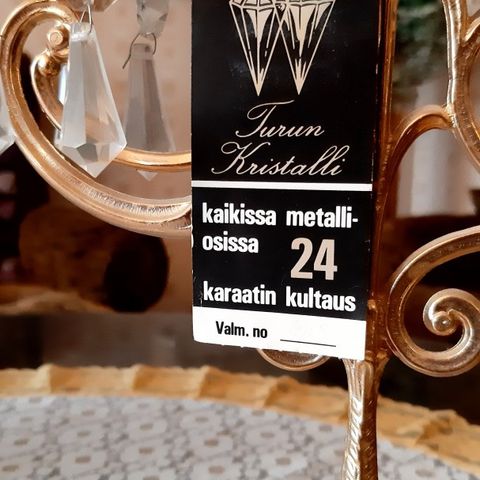 Turun
Kristalli
kaikissa metalli-
osissa 24
karaatin kultaus
Valm. no